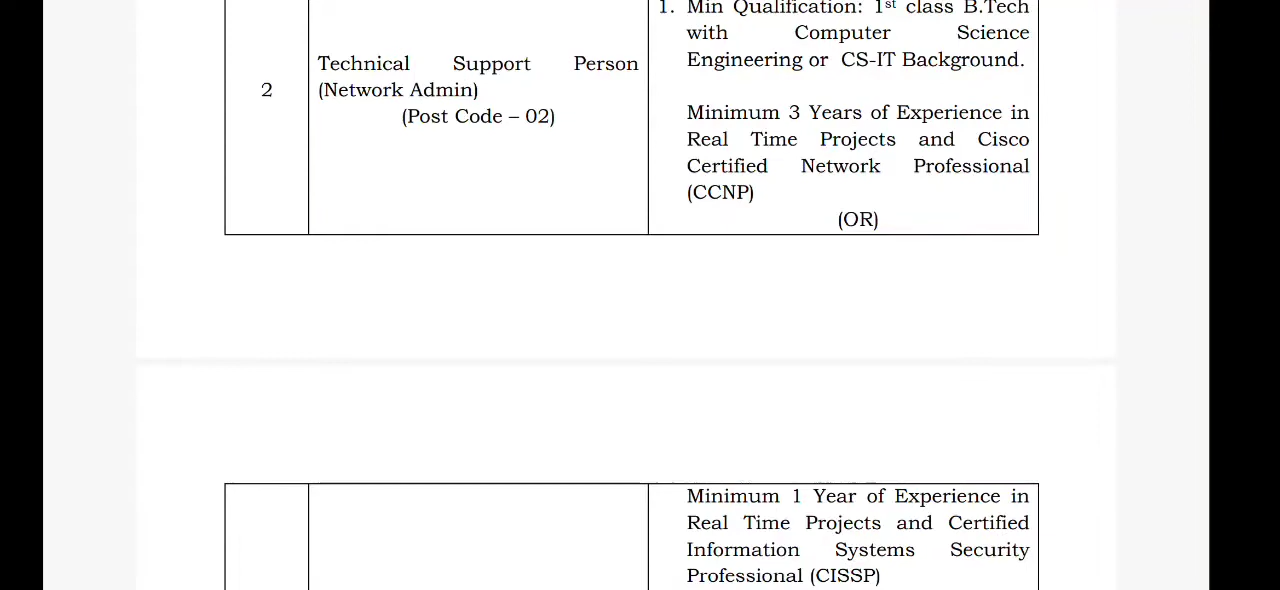 2
Technical Support Person
(Network Admin)
(Post Code – 02)
1. Min Qualification: 1st class B.Tech
with Computer Science
Engineering or CS-IT Background.
Minimum 3 Years of Experience in
Real Time Projects and Cisco
Certified Network Professional
(CCNP)
(OR)
Minimum 1 Year of Experience in
Real Time Projects and Certified
Information Systems Security
Professional (CISSP)